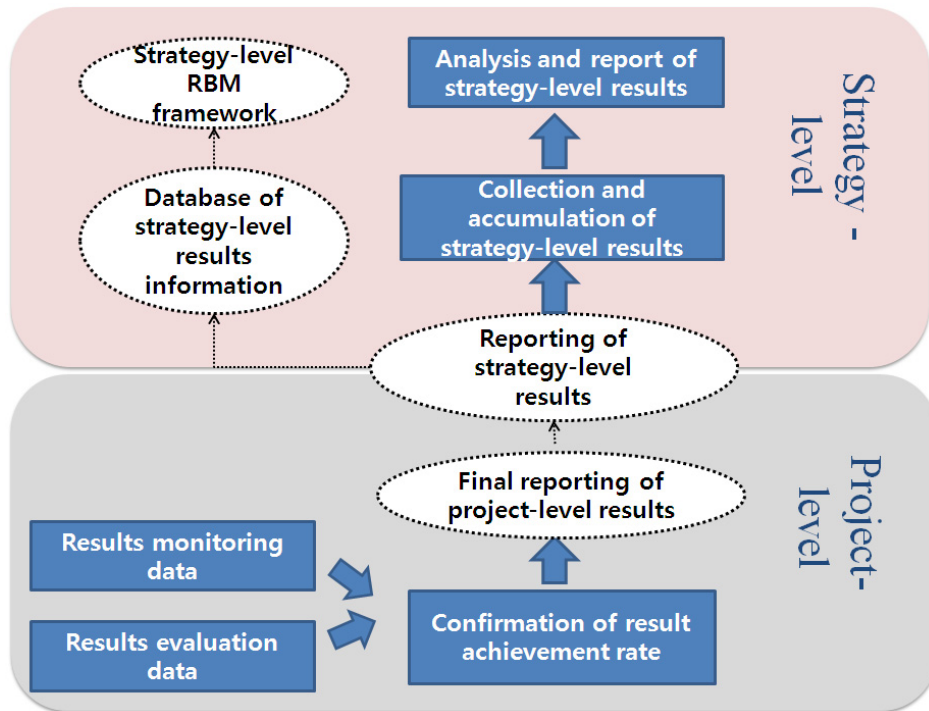 Strategy-level
RBM
framework
Analysis and report of
strategy-level results
Strategy -
level
Database of
strategy-level
results
information
Collection and
accumulation of
strategy-level results
Reporting of
strategy-level
results
Final reporting of
project-level results
Project-
level
Results monitoring
data
Results evaluation
data
Confirmation of result
achievement rate